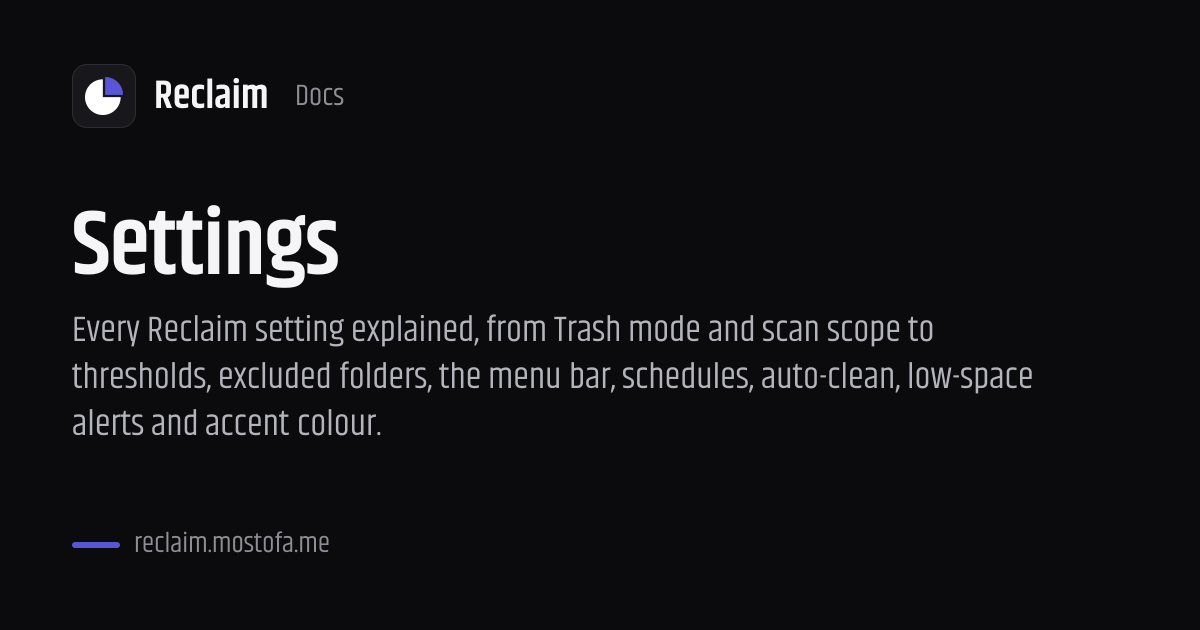 Reclaim Docs
Settings
Every Reclaim setting explained, from Trash mode and scan scope to
thresholds, excluded folders, the menu bar, schedules, auto-clean, low-space
alerts and accent colour.
reclaim.mostofa.me